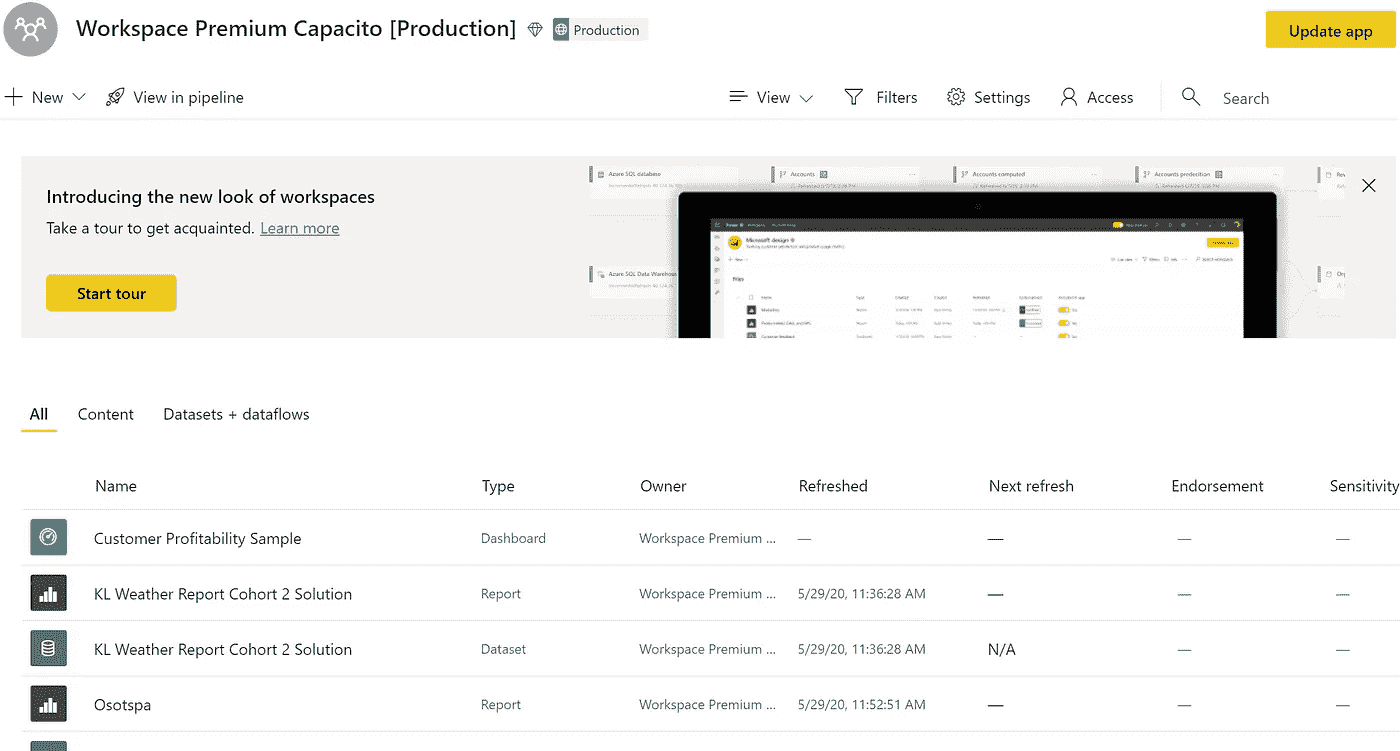 Workspace Premium Capacito [Production] Production Update app
New View in pipeline View Filters Settings Access Search
Introducing the new look of workspaces
Take a tour to get acquainted. Learn more
Start tour
Azure SQL database Accounts Accounts computed Accounts predecition
Azure SQL Data Warehous
Microsoft design
All Content Datasets + dataflows
Name Type Owner Refreshed Next refresh Endorsement Sensitivity
Customer Profitability Sample Dashboard Workspace Premium ... — — — —
KL Weather Report Cohort 2 Solution Report Workspace Premium ... 5/29/20, 11:36:28 AM — — —
KL Weather Report Cohort 2 Solution Dataset Workspace Premium ... 5/29/20, 11:36:28 AM N/A — —
Osotspa Report Workspace Premium ... 5/29/20, 11:52:51 AM — — —